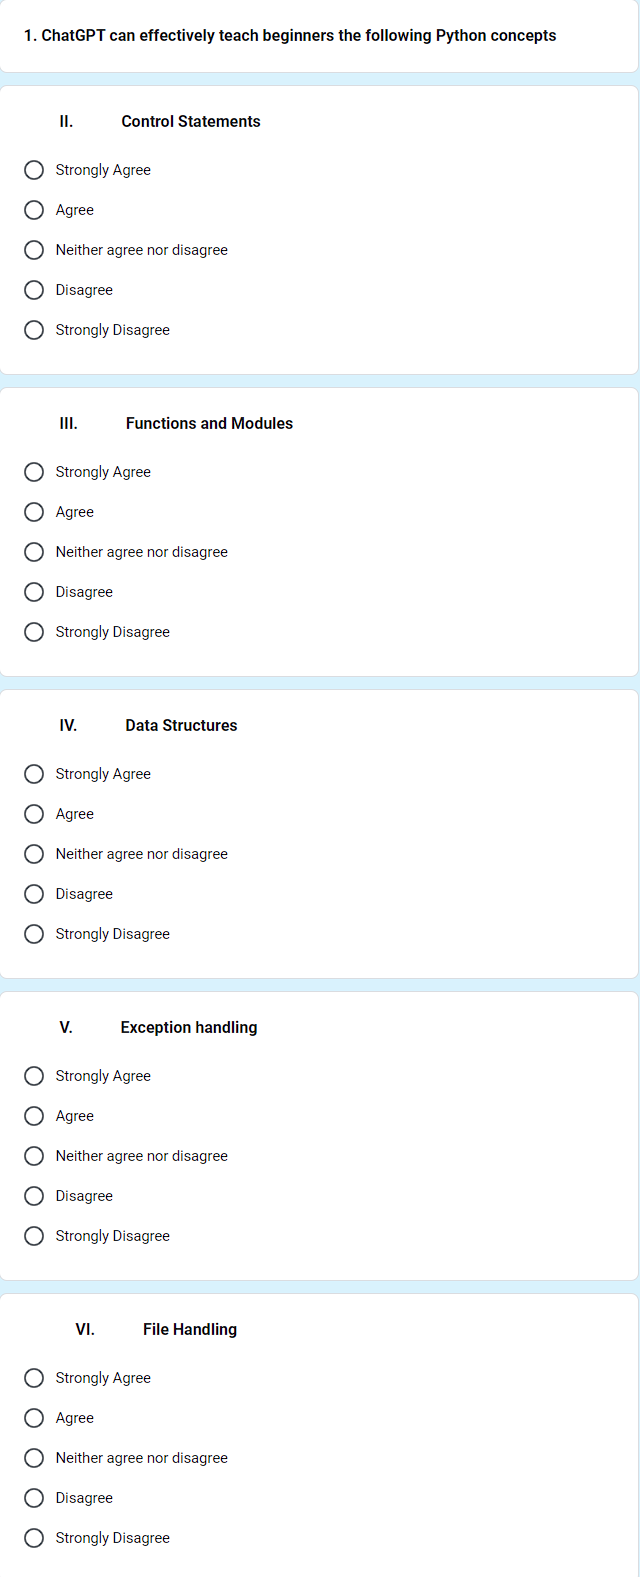 1. ChatGPT can effectively teach beginners the following Python concepts
II. Control Statements
Strongly Agree
Agree
Neither agree nor disagree
Disagree
Strongly Disagree
III. Functions and Modules
Strongly Agree
Agree
Neither agree nor disagree
Disagree
Strongly Disagree
IV. Data Structures
Strongly Agree
Agree
Neither agree nor disagree
Disagree
Strongly Disagree
V. Exception handling
Strongly Agree
Agree
Neither agree nor disagree
Disagree
Strongly Disagree
VI. File Handling
Strongly Agree
Agree
Neither agree nor disagree
Disagree
Strongly Disagree